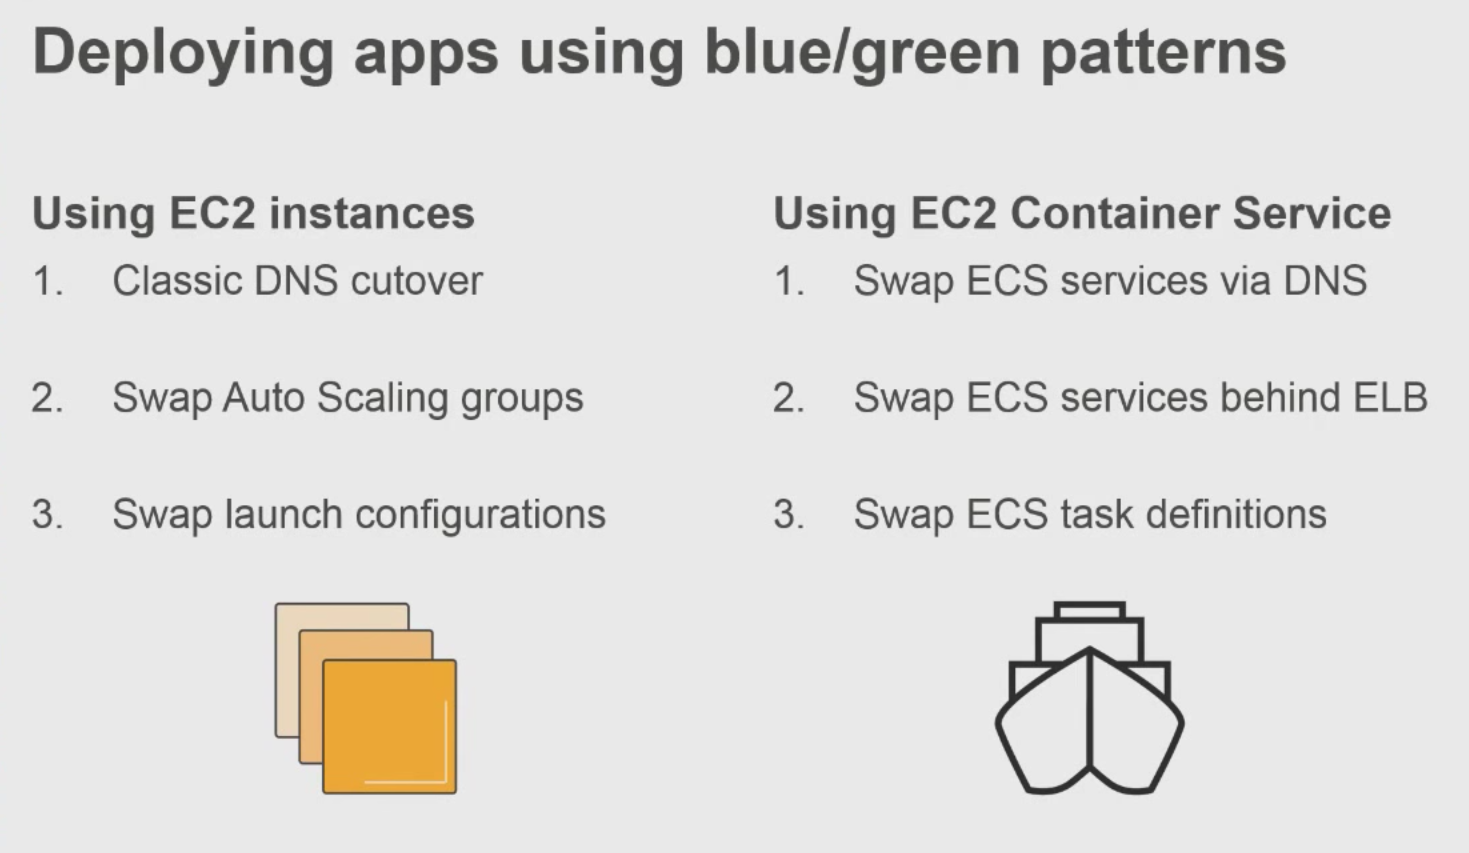 Deploying apps using blue/green patterns
Using EC2 instances
1. Classic DNS cutover
2. Swap Auto Scaling groups
3. Swap launch configurations
Using EC2 Container Service
1. Swap ECS services via DNS
2. Swap ECS services behind ELB
3. Swap ECS task definitions